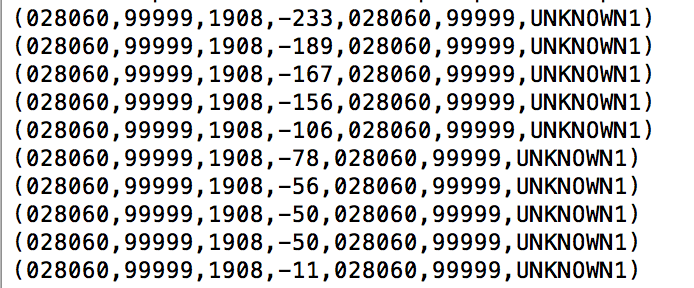 (028060,99999,1908,-233,028060,99999,UNKNOWN1)
(028060,99999,1908,-189,028060,99999,UNKNOWN1)
(028060,99999,1908,-167,028060,99999,UNKNOWN1)
(028060,99999,1908,-156,028060,99999,UNKNOWN1)
(028060,99999,1908,-106,028060,99999,UNKNOWN1)
(028060,99999,1908,-78,028060,99999,UNKNOWN1)
(028060,99999,1908,-56,028060,99999,UNKNOWN1)
(028060,99999,1908,-50,028060,99999,UNKNOWN1)
(028060,99999,1908,-50,028060,99999,UNKNOWN1)
(028060,99999,1908,-11,028060,99999,UNKNOWN1)